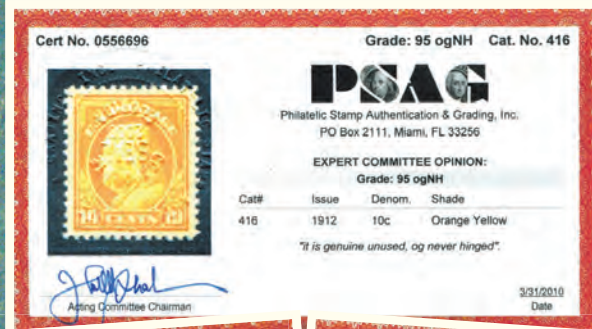 Cert No. 0556696 Grade: 95 ogNH Cat. No. 416
PSAG
Philatelic Stamp Authentication & Grading, Inc.
PO Box 2111, Miami, FL 33256
EXPERT COMMITTEE OPINION:
Grade: 95 ogNH
Cat# Issue Denom. Shade
416 1912 10c Orange Yellow
"it is genuine unused, og never hinged".
10 CENTS 10
Acting Committee Chairman
3/31/2010
Date